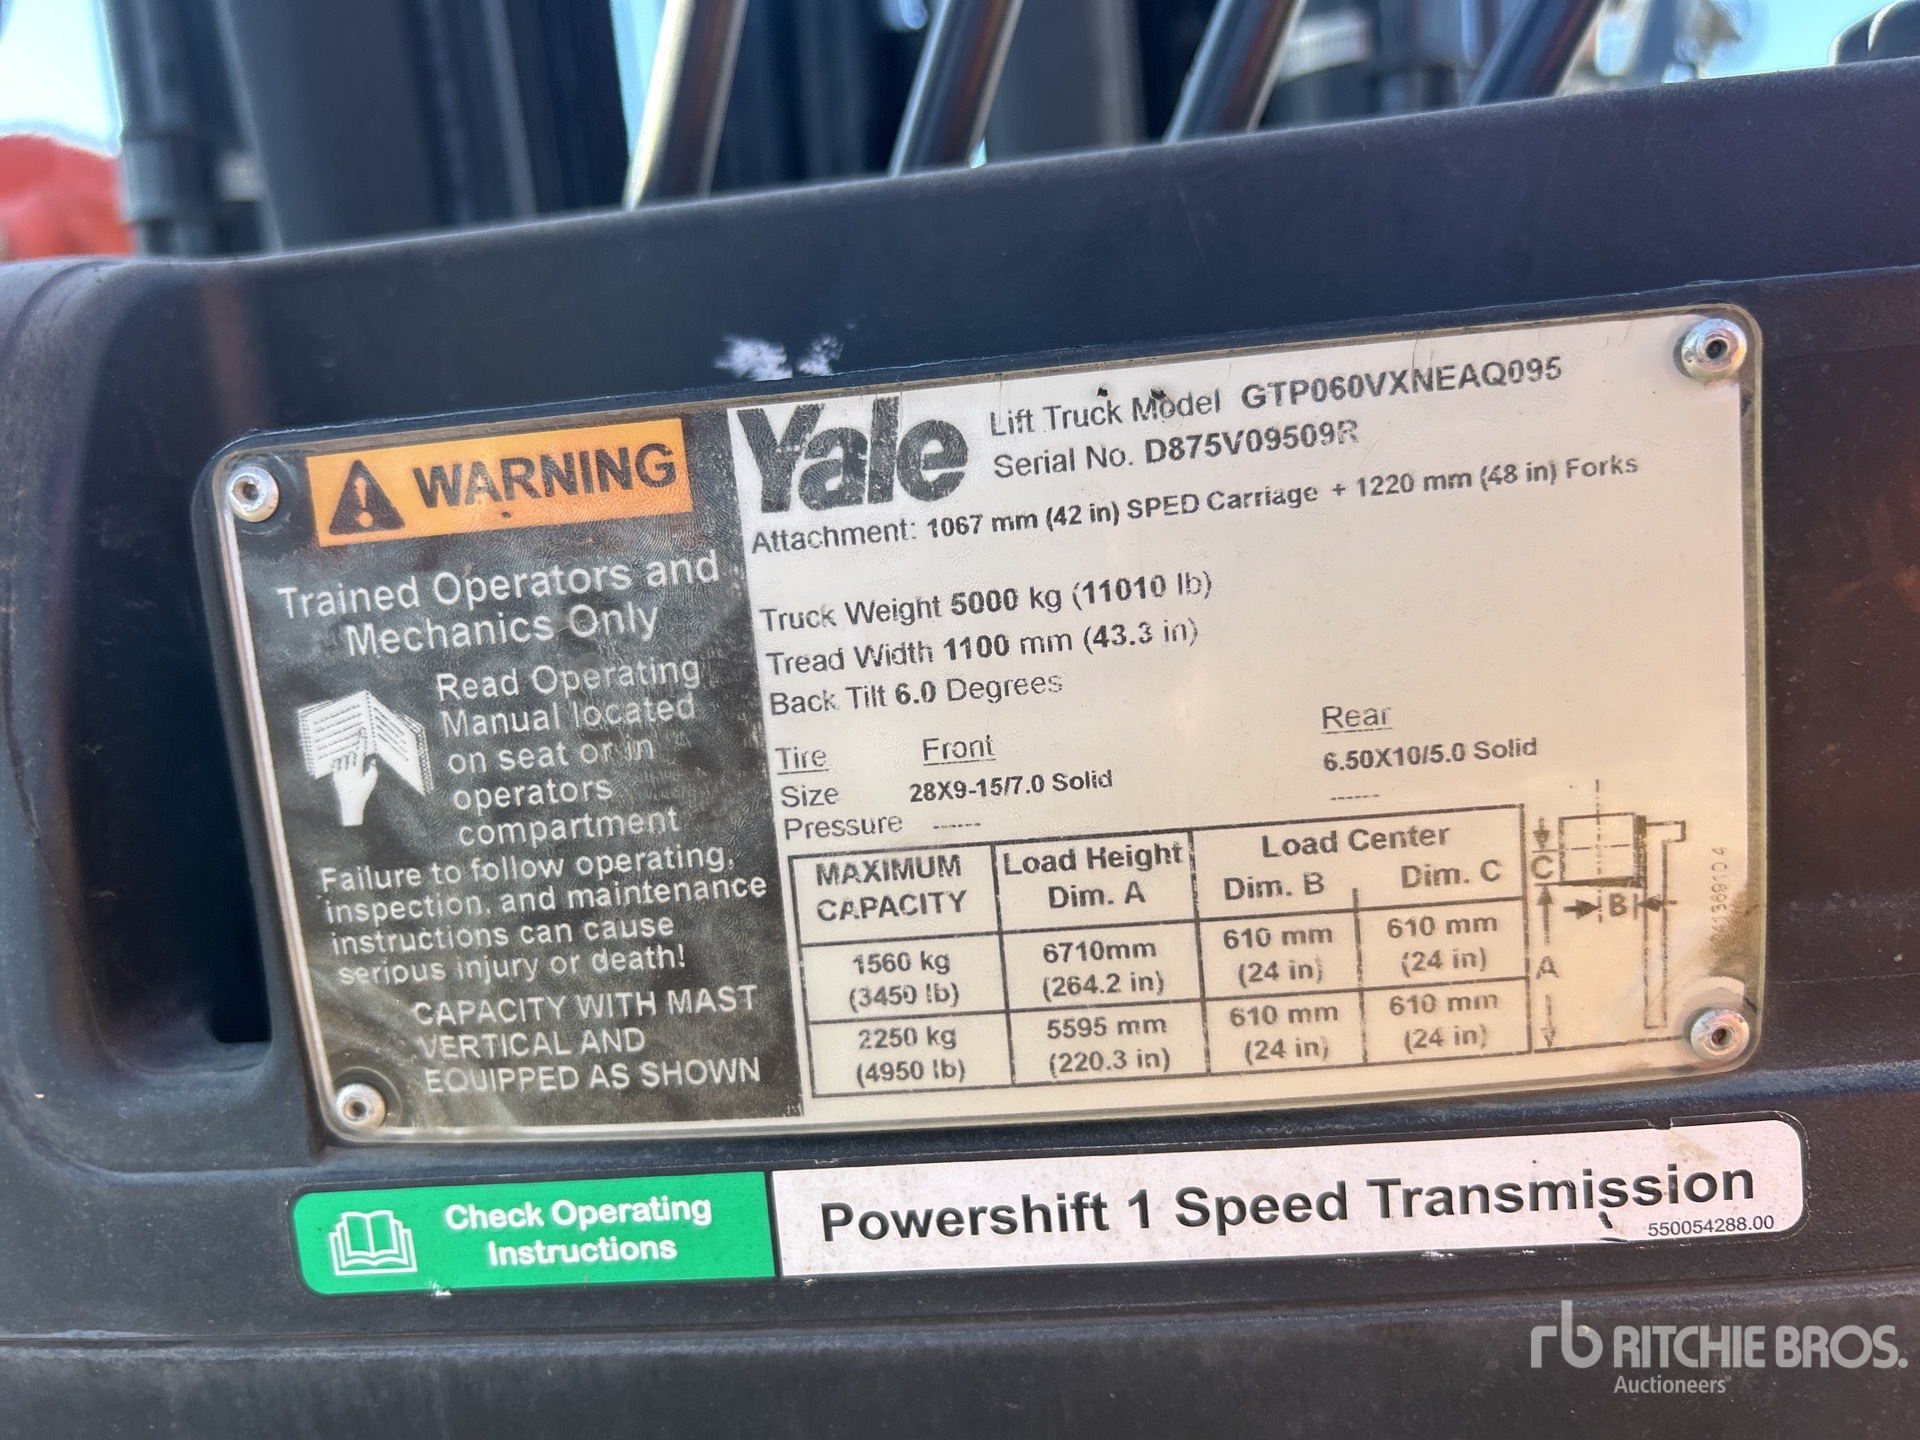 WARNING
Trained Operators and
Mechanics Only
Read Operating
Manual located
on seat or in
operators
compartment
Failure to follow operating,
inspection, and maintenance
instructions can cause
serious injury or death!
CAPACITY WITH MAST
VERTICAL AND
EQUIPPED AS SHOWN
Yale
Lift Truck Model GTP060VXNEAQ095
Serial No. D875V09509R
Attachment: 1067 mm (42 in) SPED Carriage + 1220 mm (48 in) Forks
Truck Weight 5000 kg (11010 lb)
Tread Width 1100 mm (43.3 in)
Back Tilt 6.0 Degrees
Tire Front Rear
Size 28X9-15/7.0 Solid 6.50X10/5.0 Solid
Pressure ------ ------
MAXIMUM CAPACITY Load Height Dim. A Load Center Dim. B Dim. C
1560 kg (3450 lb) 6710mm (264.2 in) 610 mm (24 in) 610 mm (24 in)
2250 kg (4950 lb) 5595 mm (220.3 in) 610 mm (24 in) 610 mm (24 in)
C
B
A
Check Operating
Instructions
Powershift 1 Speed Transmission
550054288.00
rb RITCHIE BROS.
Auctioneers